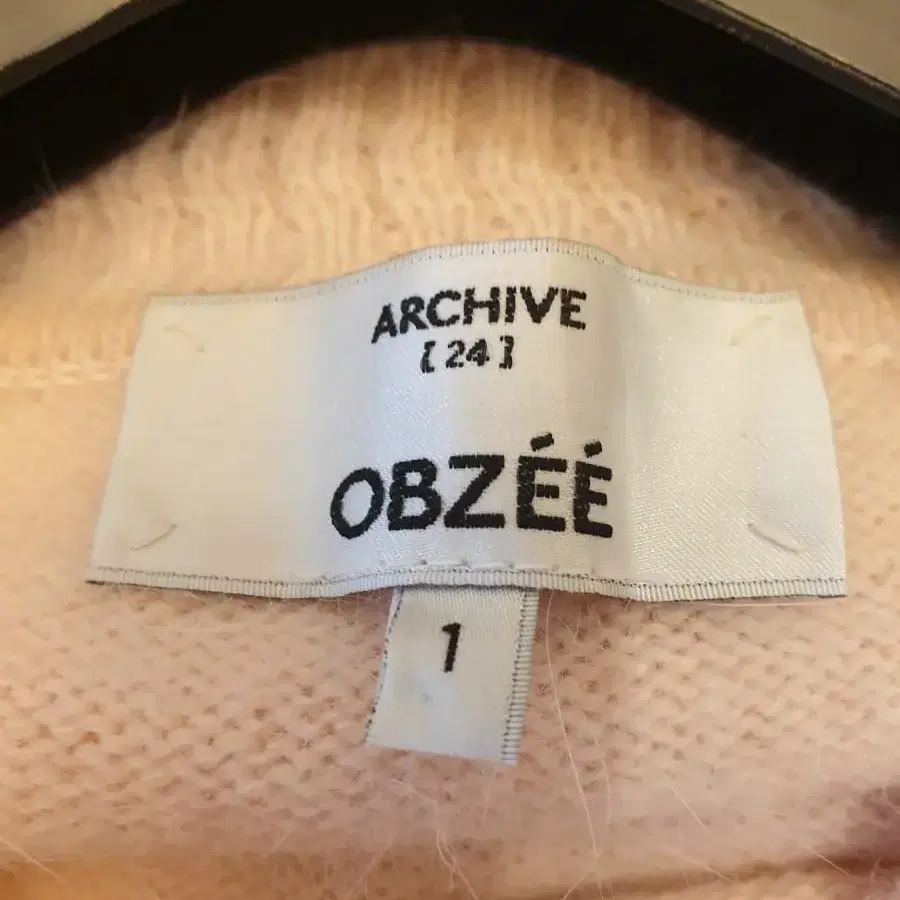 ARCHIVE
[24]
OBZÉÉ
1